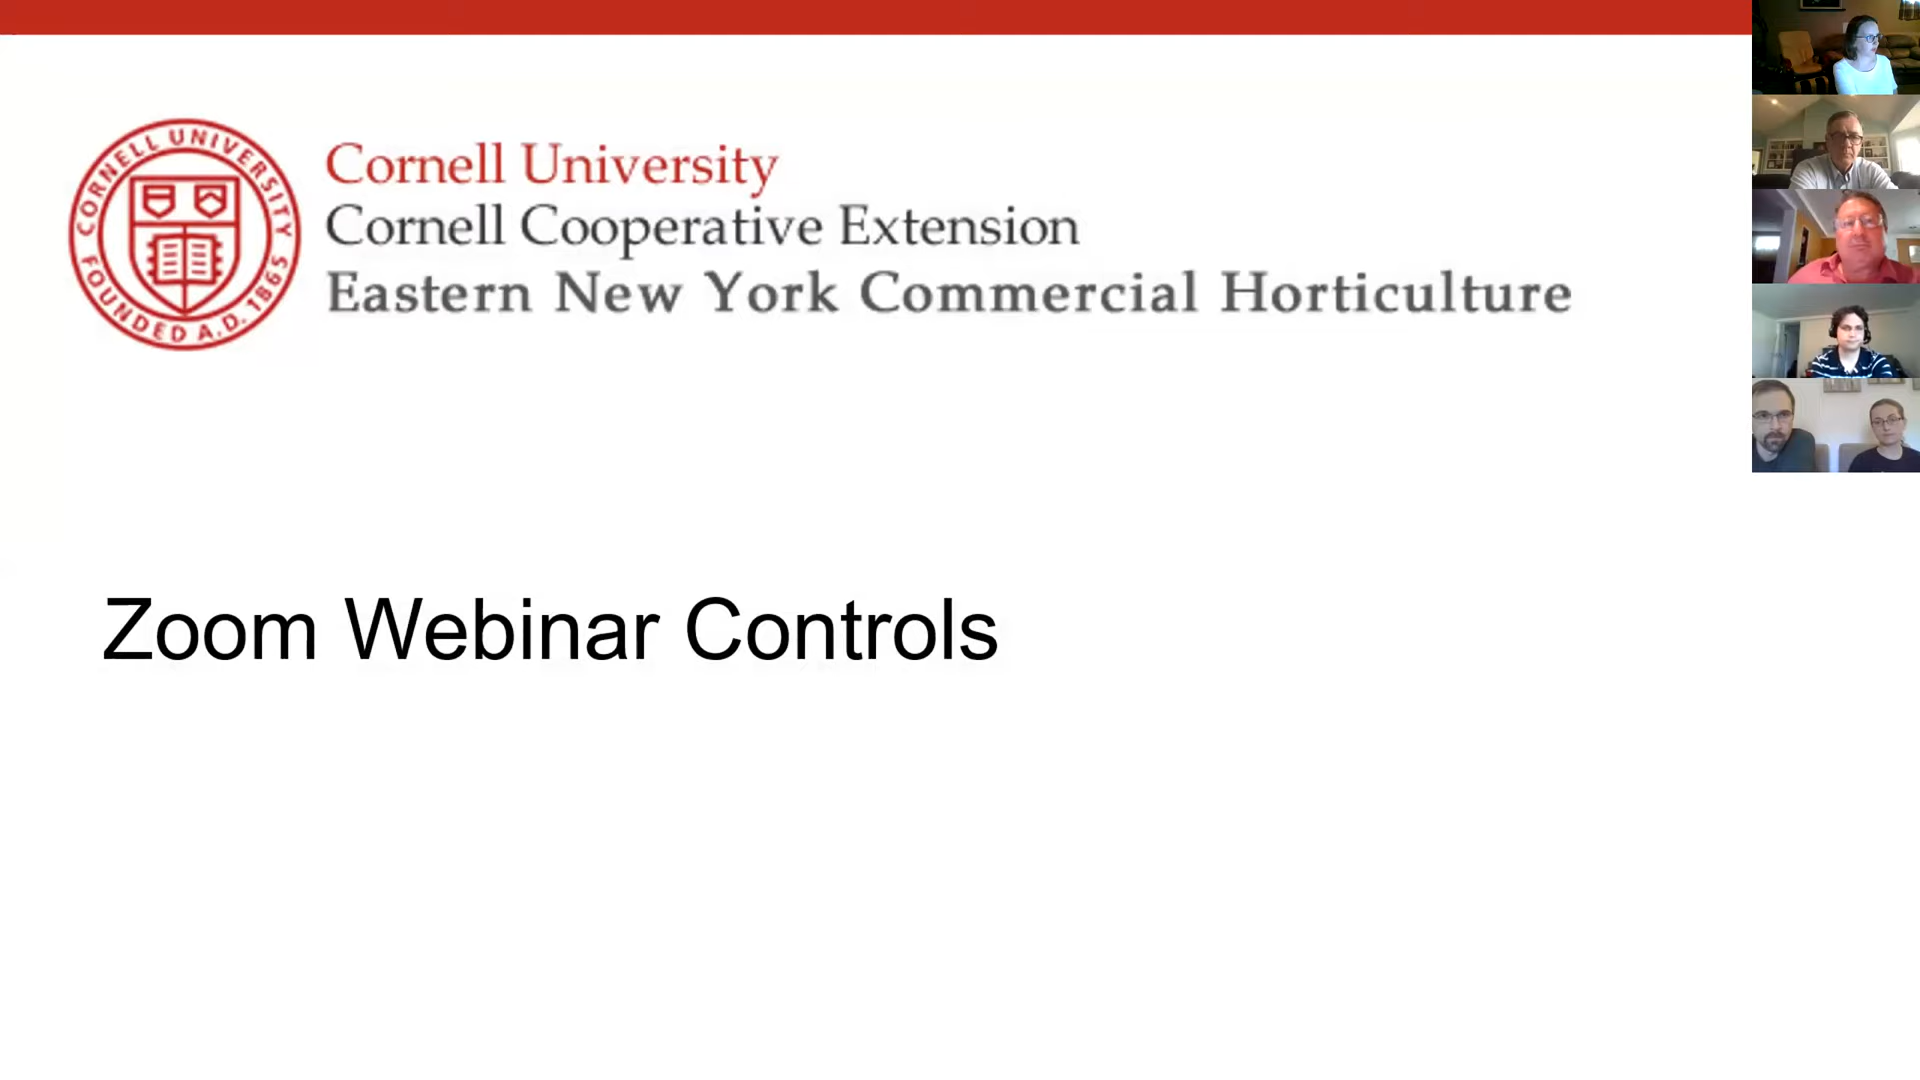 CORNELL UNIVERSITY
FOUNDED A.D. 1865
Cornell University
Cornell Cooperative Extension
Eastern New York Commercial Horticulture
Zoom Webinar Controls